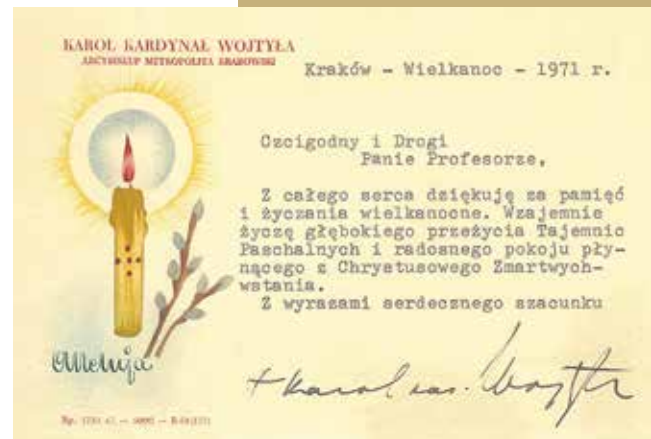 KAROL KARDYNAŁ WOJTYŁA
ARCYBISKUP METROPOLITA KRAKOWSKI
Kraków - Wielkanoc - 1971 r.
Czcigodny i Drogi
Panie Profesorze,
Z całego serca dziękuję za pamięć
i życzenia wielkanocne. Wzajemnie
życzę głębokiego przeżycia Tajemnic
Paschalnych i radosnego pokoju pły-
nącego z Chrystusowego Zmartwych-
wstania.
Z wyrazami serdecznego szacunku
Alleluja
+ Karol car. Wojtyła